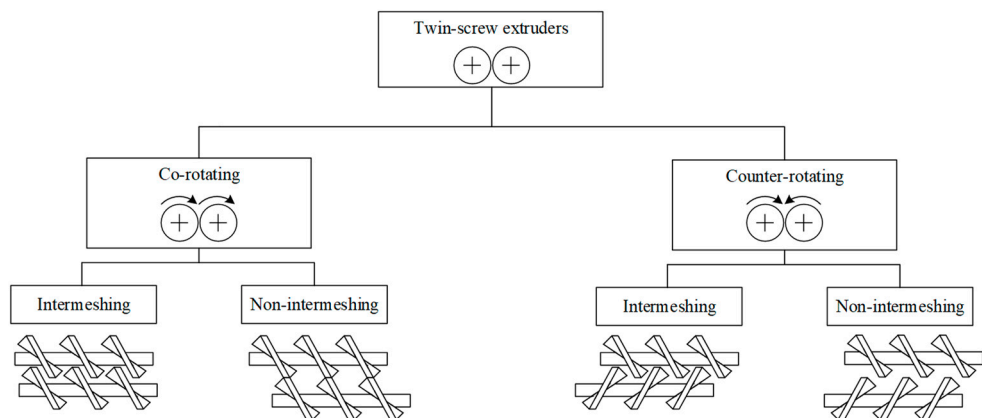 Twin-screw extruders
Co-rotating
Counter-rotating
Intermeshing
Non-intermeshing
Intermeshing
Non-intermeshing